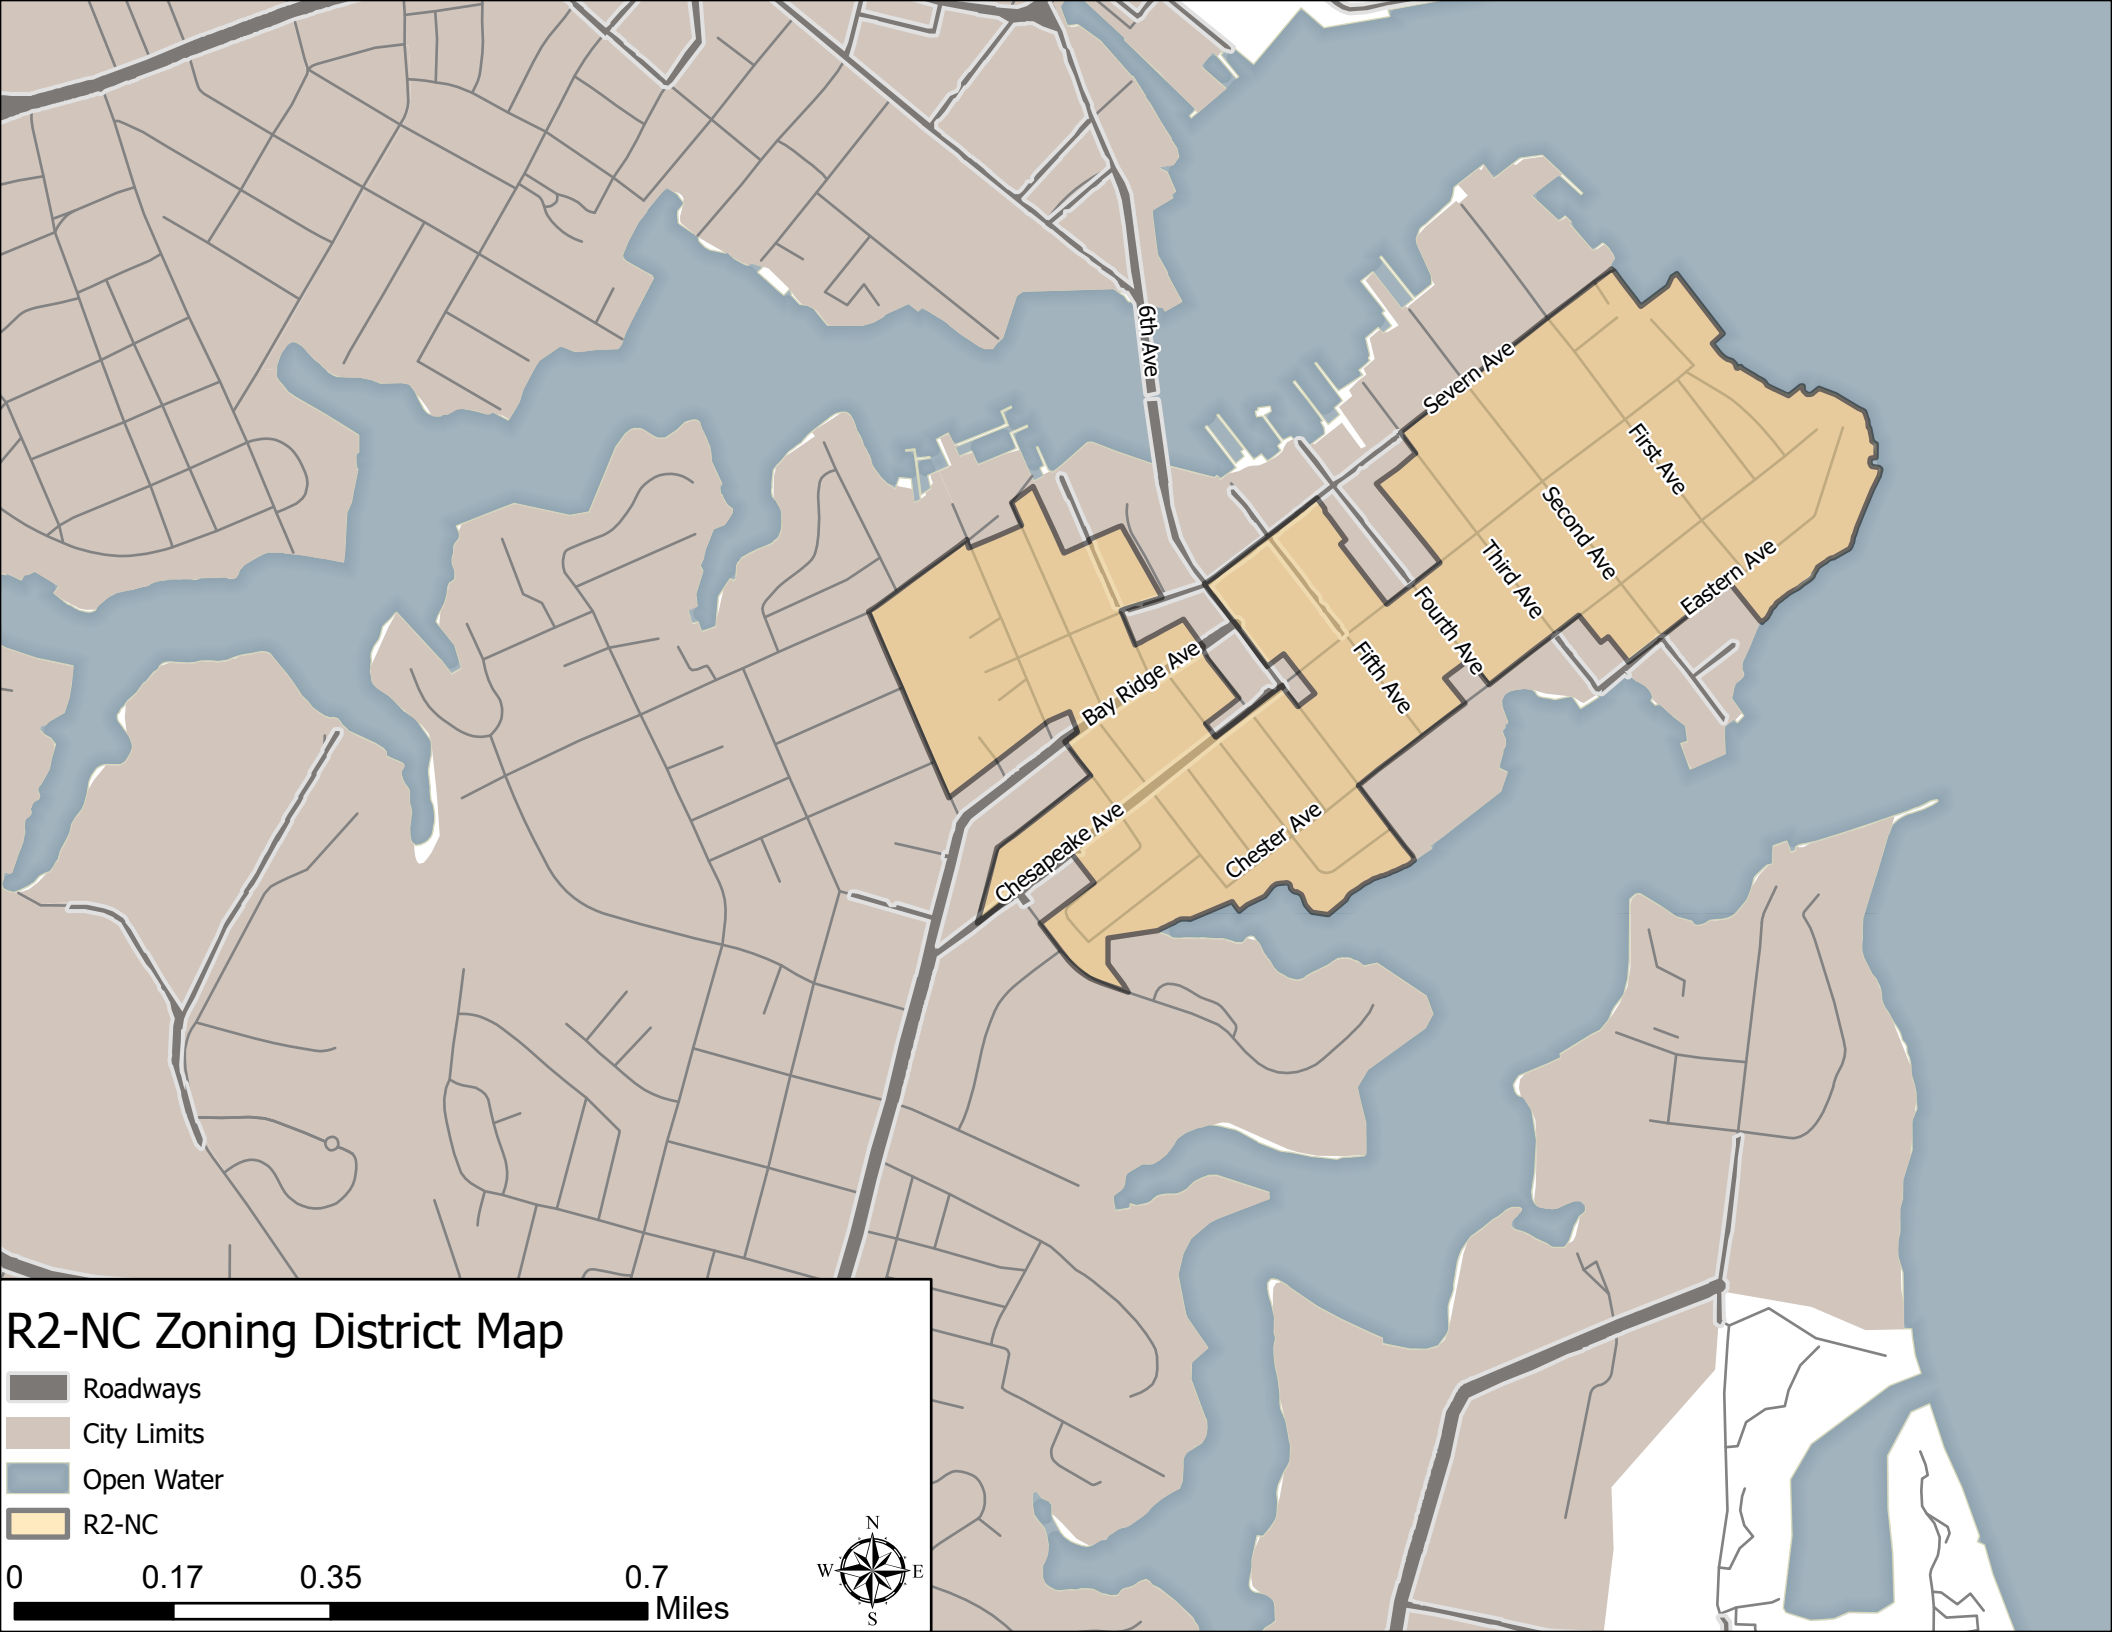 6th Ave
Severn Ave
First Ave
Second Ave
Third Ave
Eastern Ave
Fourth Ave
Fifth Ave
Bay Ridge Ave
Chesapeake Ave
Chester Ave
R2-NC Zoning District Map
Roadways
City Limits
Open Water
R2-NC
0 0.17 0.35 0.7
Miles
N
W E
S